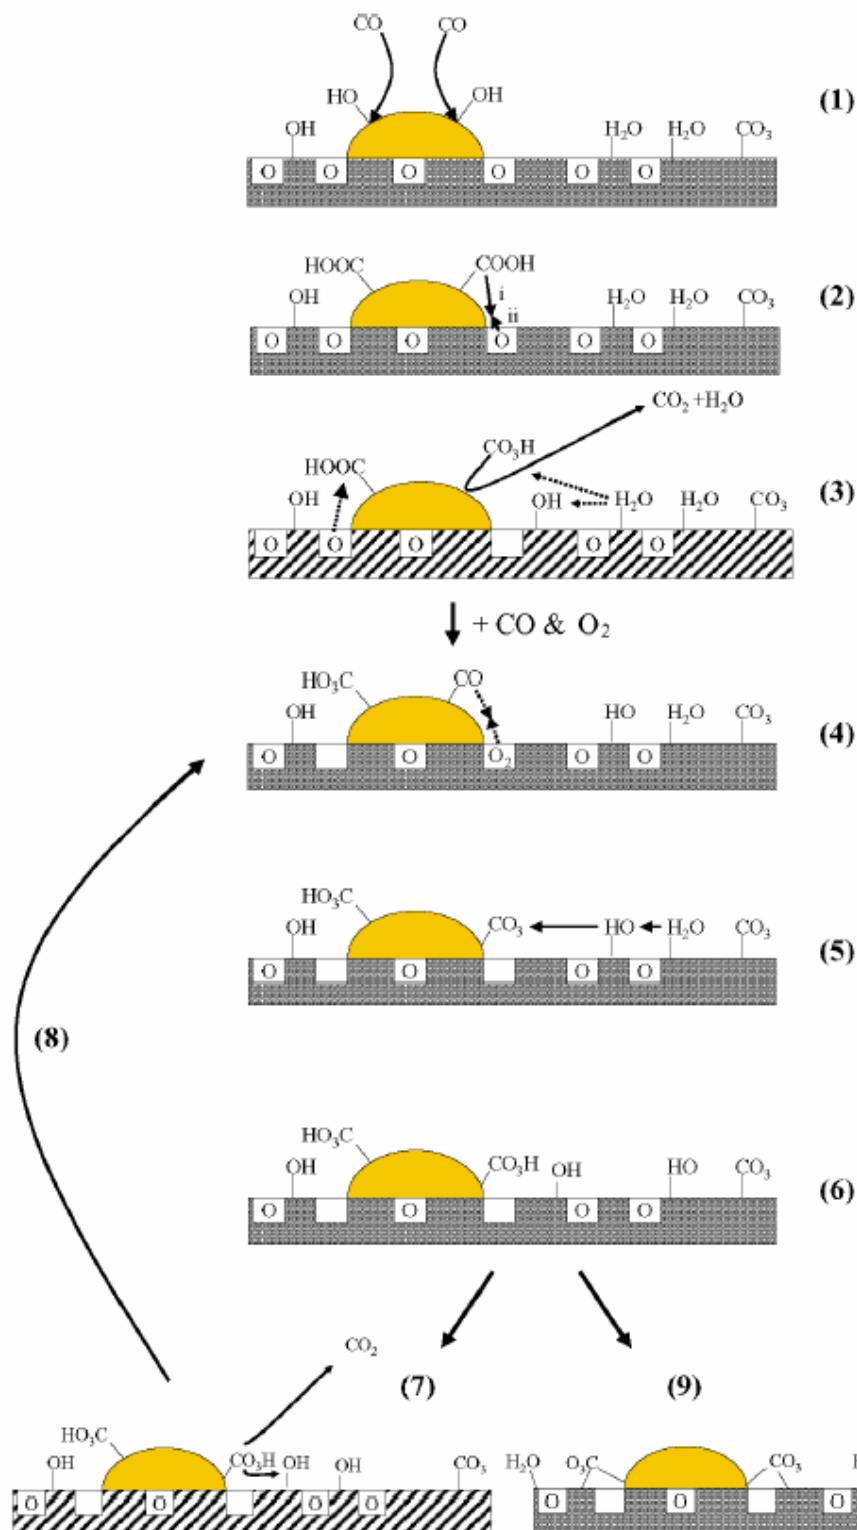 CO CO
HO OH
OH H₂O H₂O CO₃ (1)
O O O O O O
HOOC COOH
i
OH ii H₂O H₂O CO₃ (2)
O O O O O O
CO₂ +H₂O
HOOC CO₃H
OH OH H₂O H₂O CO₃ (3)
O O O O O
+ CO & O₂
HO₃C CO
OH HO H₂O CO₃ (4)
O O O₂ O O
HO₃C
OH CO₃ HO H₂O CO₃ (5)
O O O O
(8)
HO₃C CO₃H
OH OH HO CO₃ (6)
O O O O
CO₂
(7) (9)
HO₃C CO₃H
OH OH OH CO₃
O O O O
H₂O O₃C CO₃ H
O O O